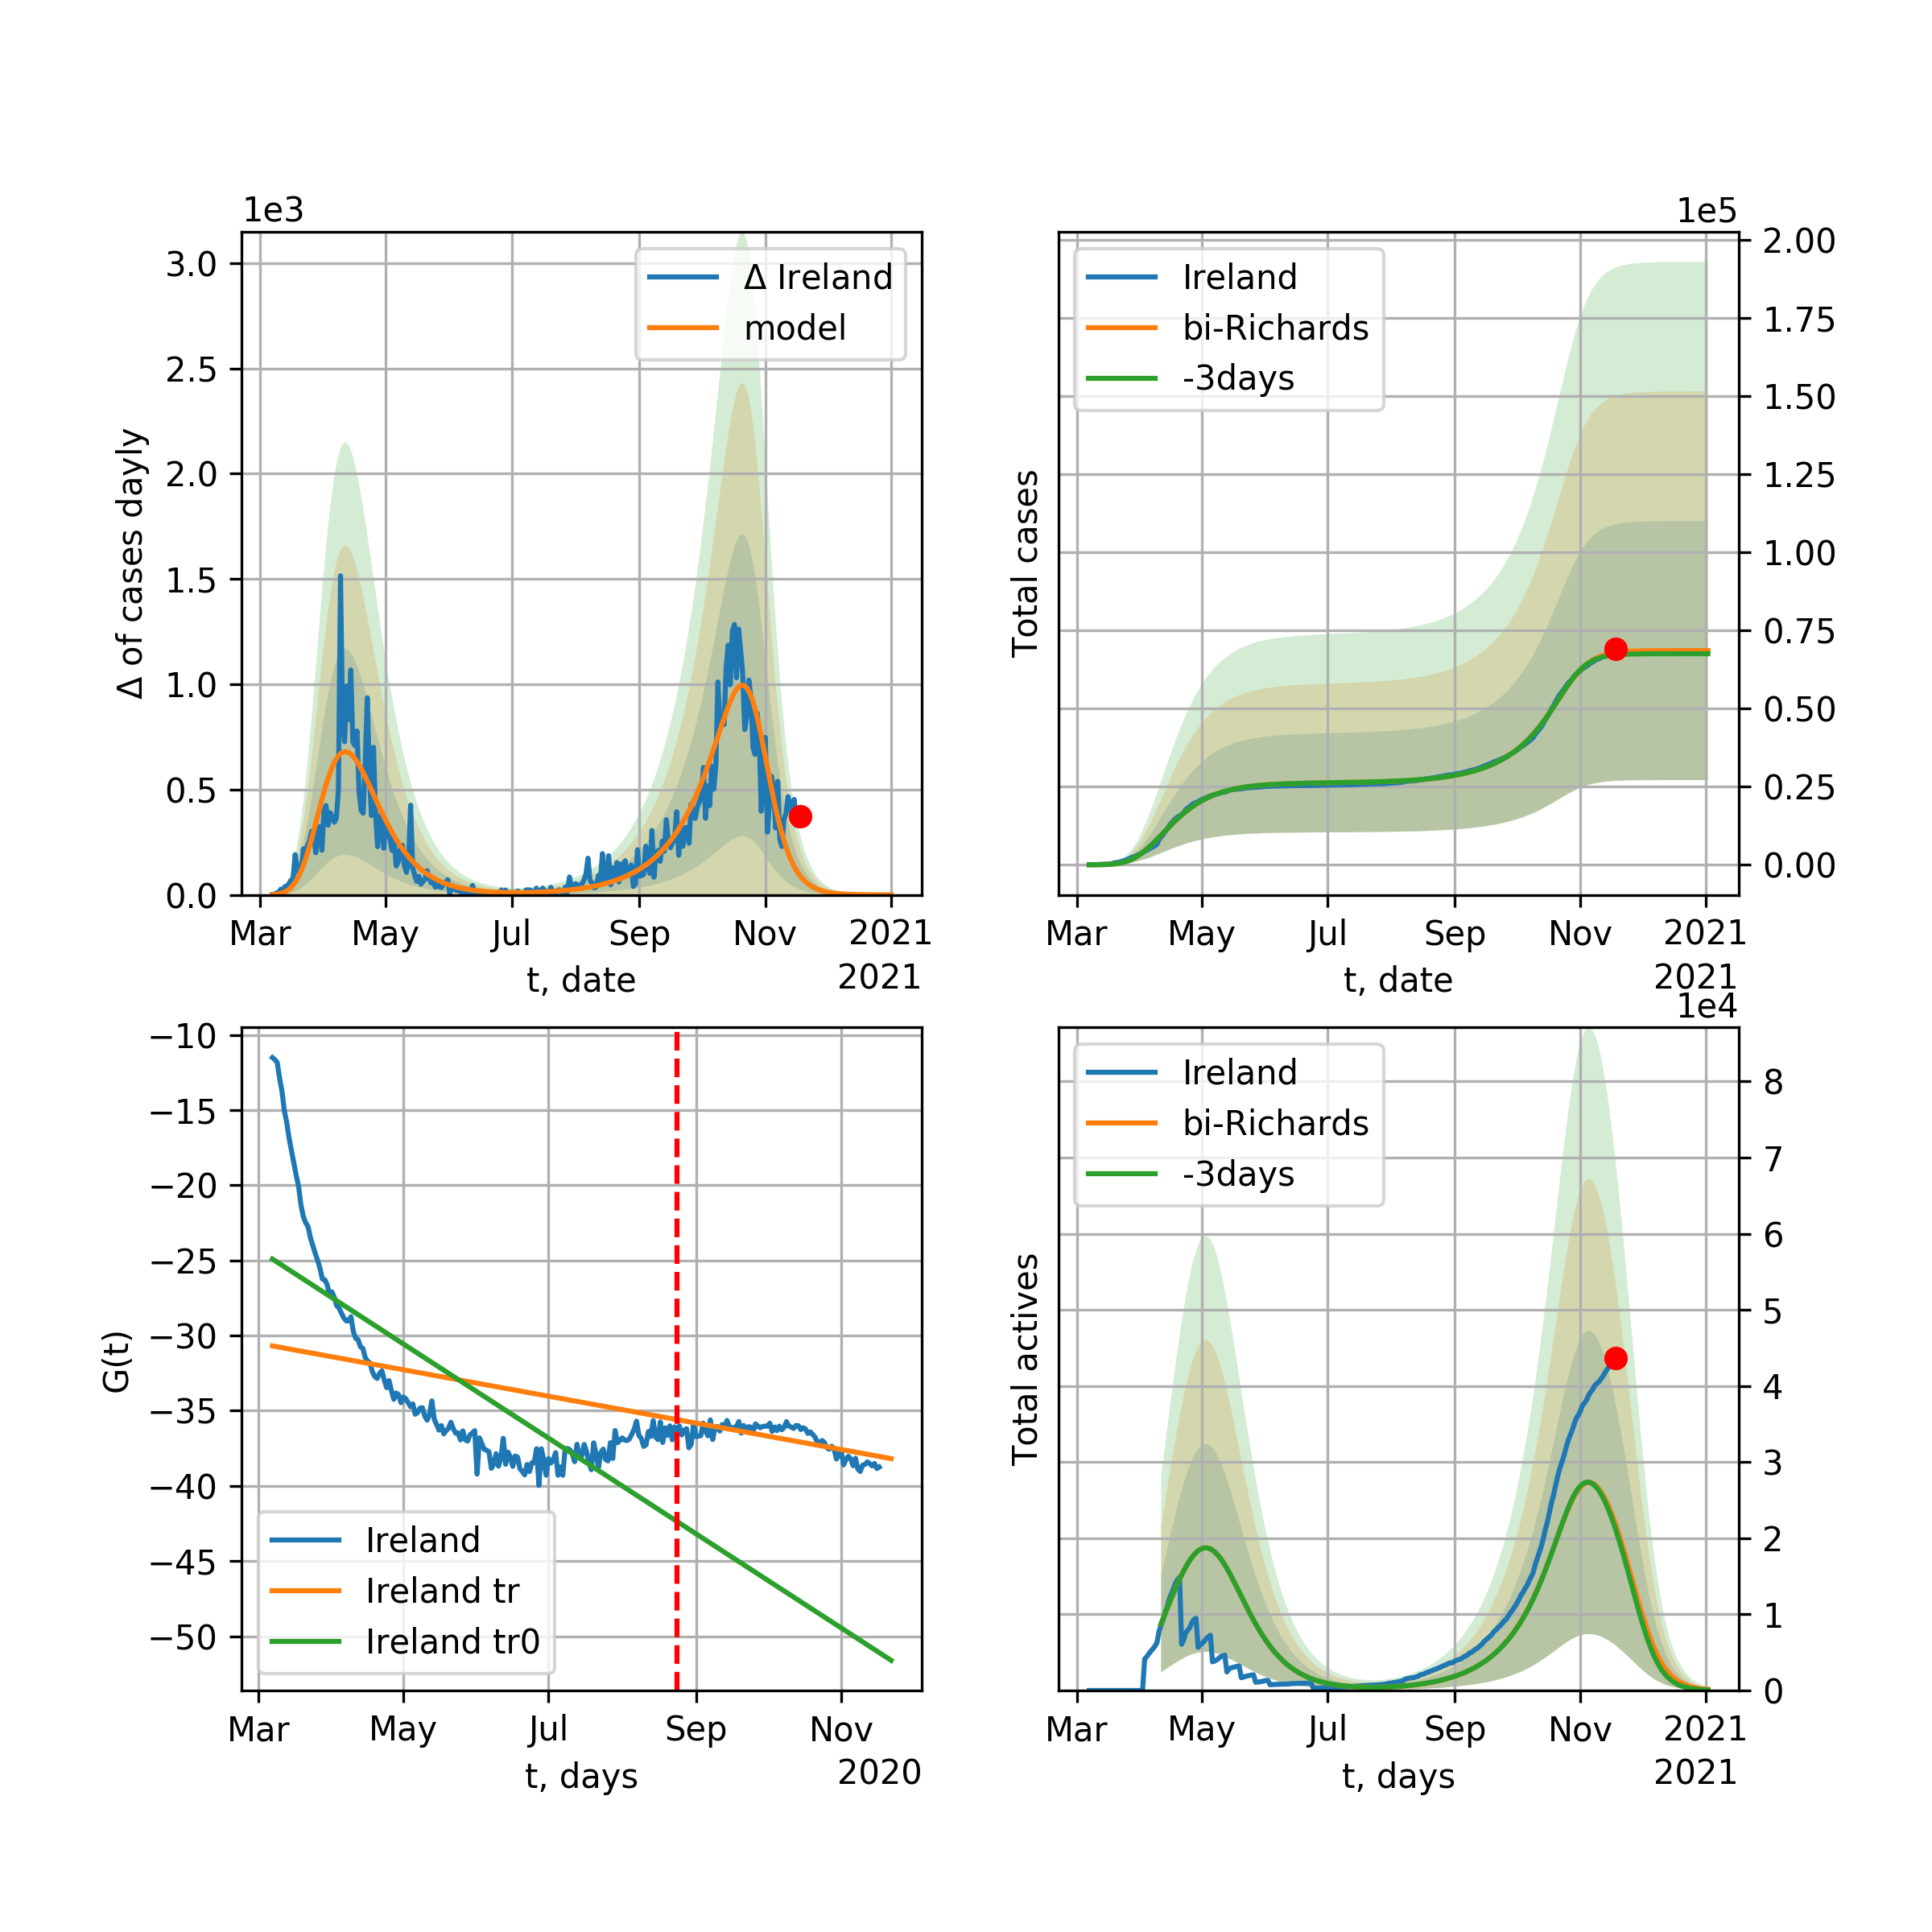 1e3
3.0
2.5
2.0
1.5
1.0
0.5
0.0
Δ of cases dayly
Δ Ireland
model
Mar May Jul Sep Nov 2021
t, date
2021
1e5
2.00
1.75
1.50
1.25
1.00
0.75
0.50
0.25
0.00
Total cases
Ireland
bi-Richards
-3days
Mar May Jul Sep Nov 2021
t, date
2021
−10
−15
−20
−25
−30
−35
−40
−45
−50
G(t)
Ireland
Ireland tr
Ireland tr0
Mar May Jul Sep Nov
t, days
2020
1e4
8
7
6
5
4
3
2
1
0
Total actives
Ireland
bi-Richards
-3days
Mar May Jul Sep Nov 2021
t, days
2021